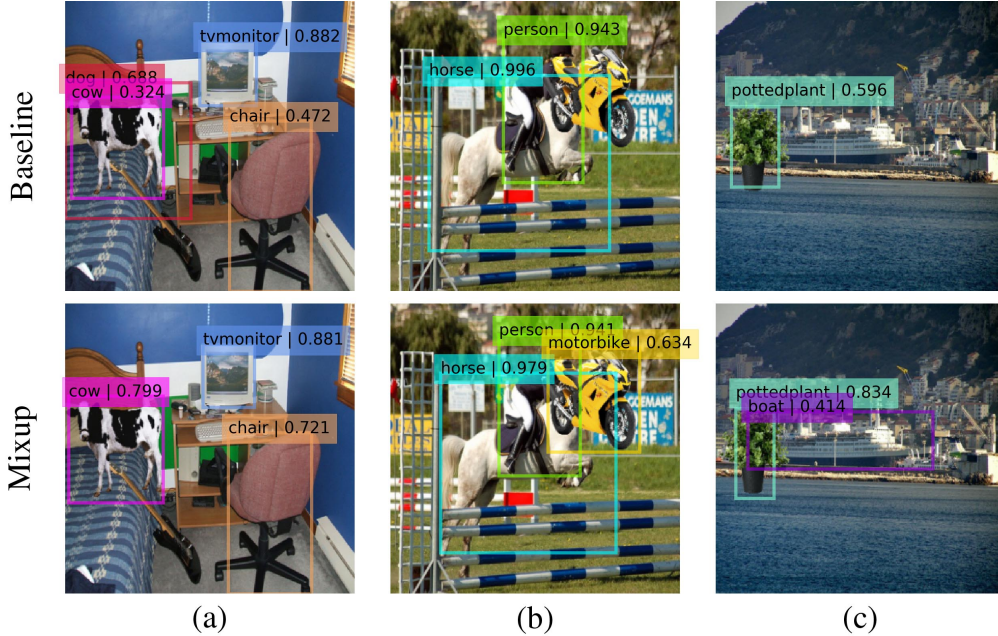 Baseline
tvmonitor | 0.882
dog | 0.688
cow | 0.324
chair | 0.472
person | 0.943
horse | 0.996
GOEMANS
pottedplant | 0.596
Mixup
tvmonitor | 0.881
cow | 0.799
chair | 0.721
person | 0.941
motorbike | 0.634
horse | 0.979
GOEMANS
pottedplant | 0.834
boat | 0.414
(a)
(b)
(c)